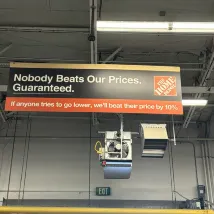 Nobody Beats Our Prices.
Guaranteed.
THE HOME
If anyone tries to go lower, we'll beat their price by 10%.
EXIT